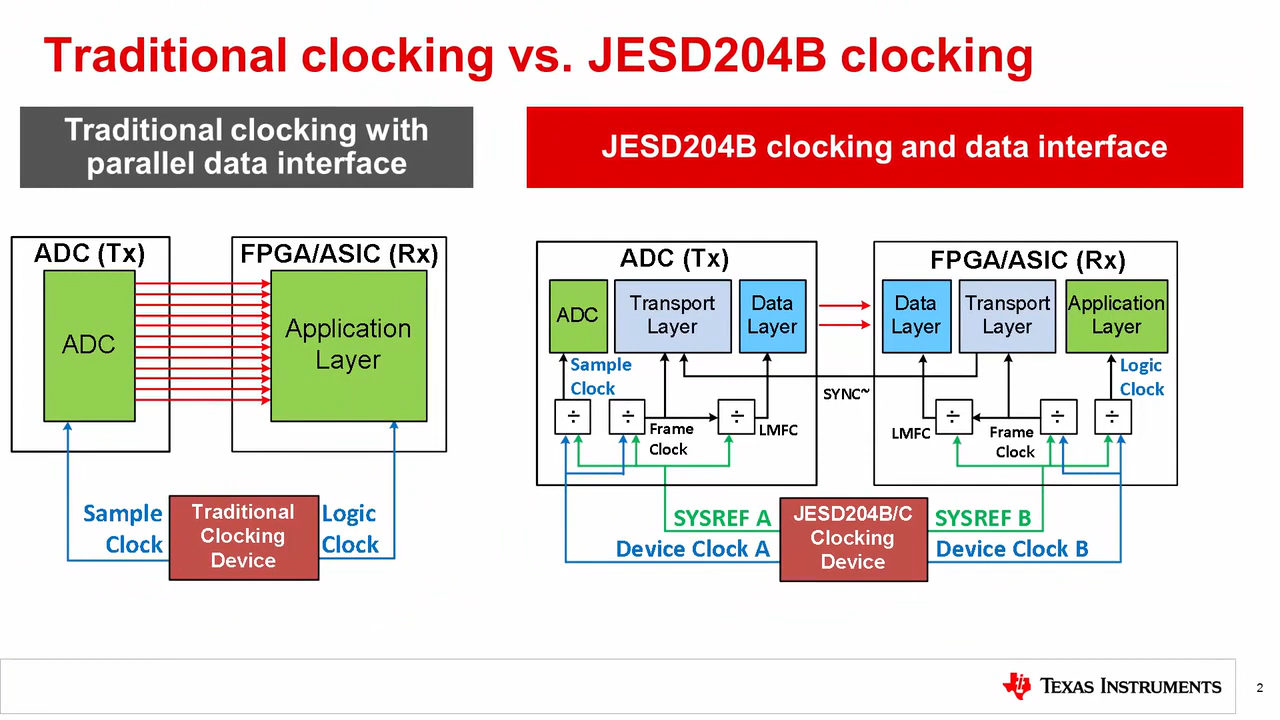 Traditional clocking vs. JESD204B clocking
Traditional clocking with
parallel data interface
JESD204B clocking and data interface
ADC (Tx)
FPGA/ASIC (Rx)
ADC
Application
Layer
Sample
Clock
Traditional
Clocking
Device
Logic
Clock
ADC (Tx)
FPGA/ASIC (Rx)
ADC
Transport
Layer
Data
Layer
Data
Layer
Transport
Layer
Application
Layer
Sample
Clock
SYNC~
Logic
Clock
÷
÷
÷
÷
÷
÷
Frame
Clock
LMFC
LMFC
Frame
Clock
SYSREF A
Device Clock A
JESD204B/C
Clocking
Device
SYSREF B
Device Clock B
TEXAS INSTRUMENTS
2